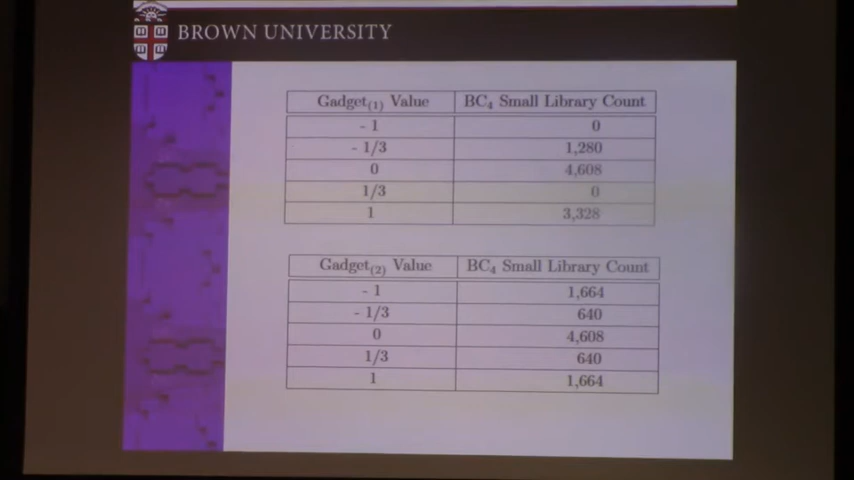 BROWN UNIVERSITY
Gadget(1) Value BC4 Small Library Count
- 1 0
- 1/3 1,280
0 4,608
1/3 0
1 3,328
Gadget(2) Value BC4 Small Library Count
- 1 1,664
- 1/3 640
0 4,608
1/3 640
1 1,664